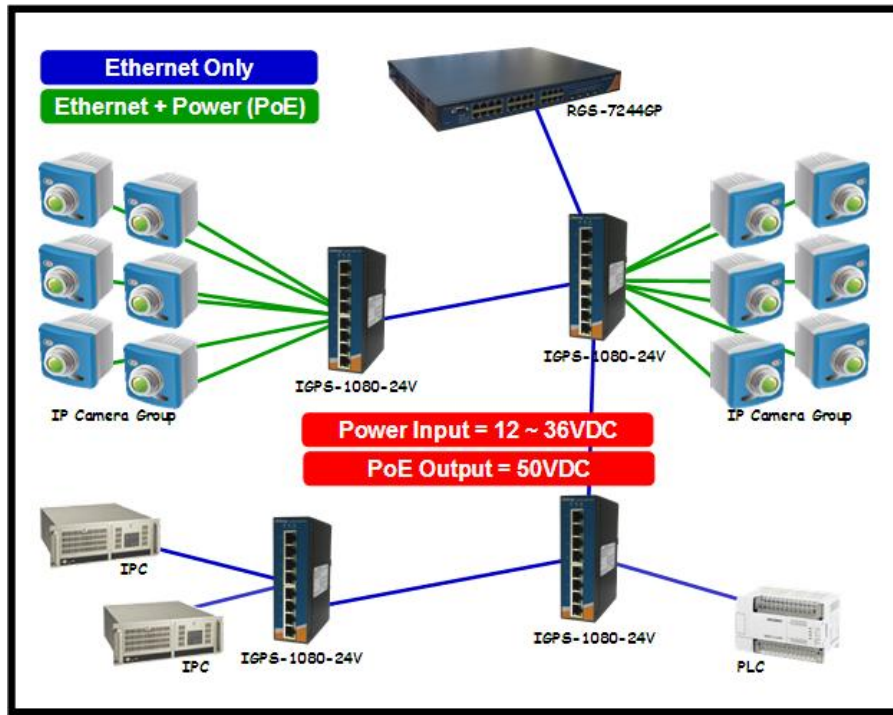 Ethernet Only
Ethernet + Power (PoE)
RGS-7244GP
IGPS-1080-24V
IGPS-1080-24V
IP Camera Group
IP Camera Group
Power Input = 12 ~ 36VDC
PoE Output = 50VDC
IPC
IPC
IGPS-1080-24V
IGPS-1080-24V
PLC